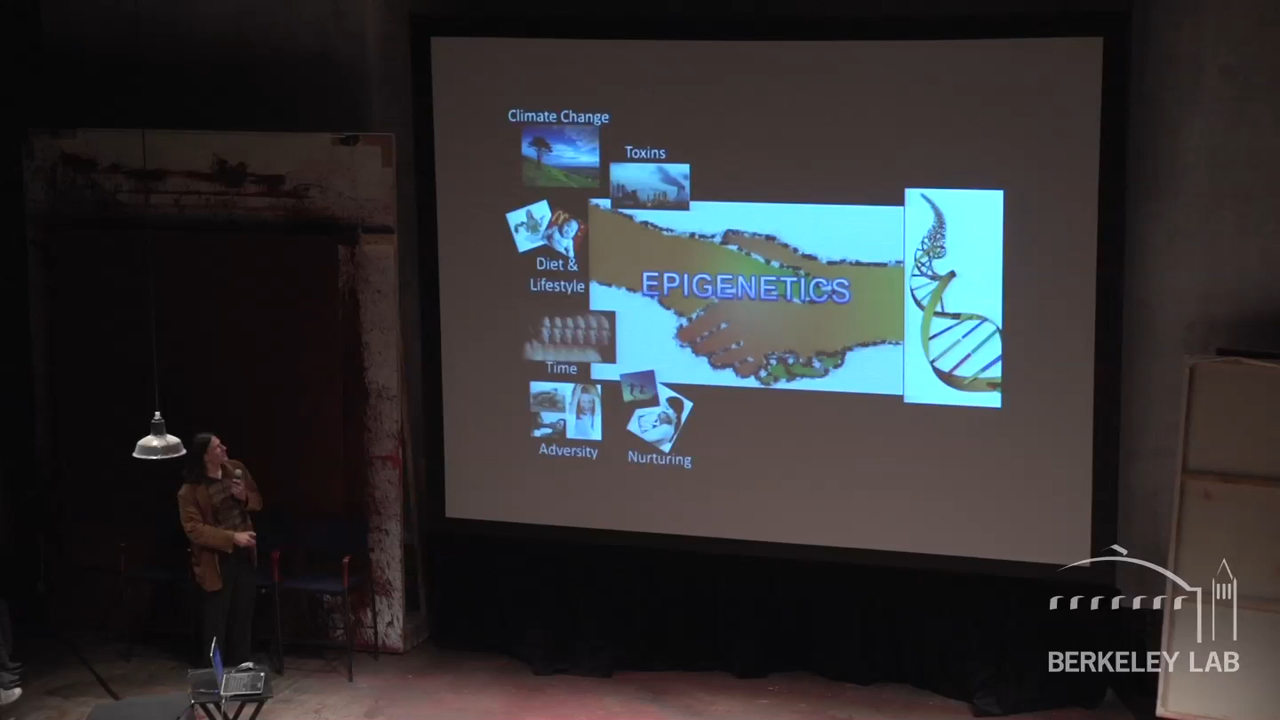 Climate Change
Toxins
Diet &
Lifestyle
EPIGENETICS
Time
Adversity
Nurturing
BERKELEY LAB